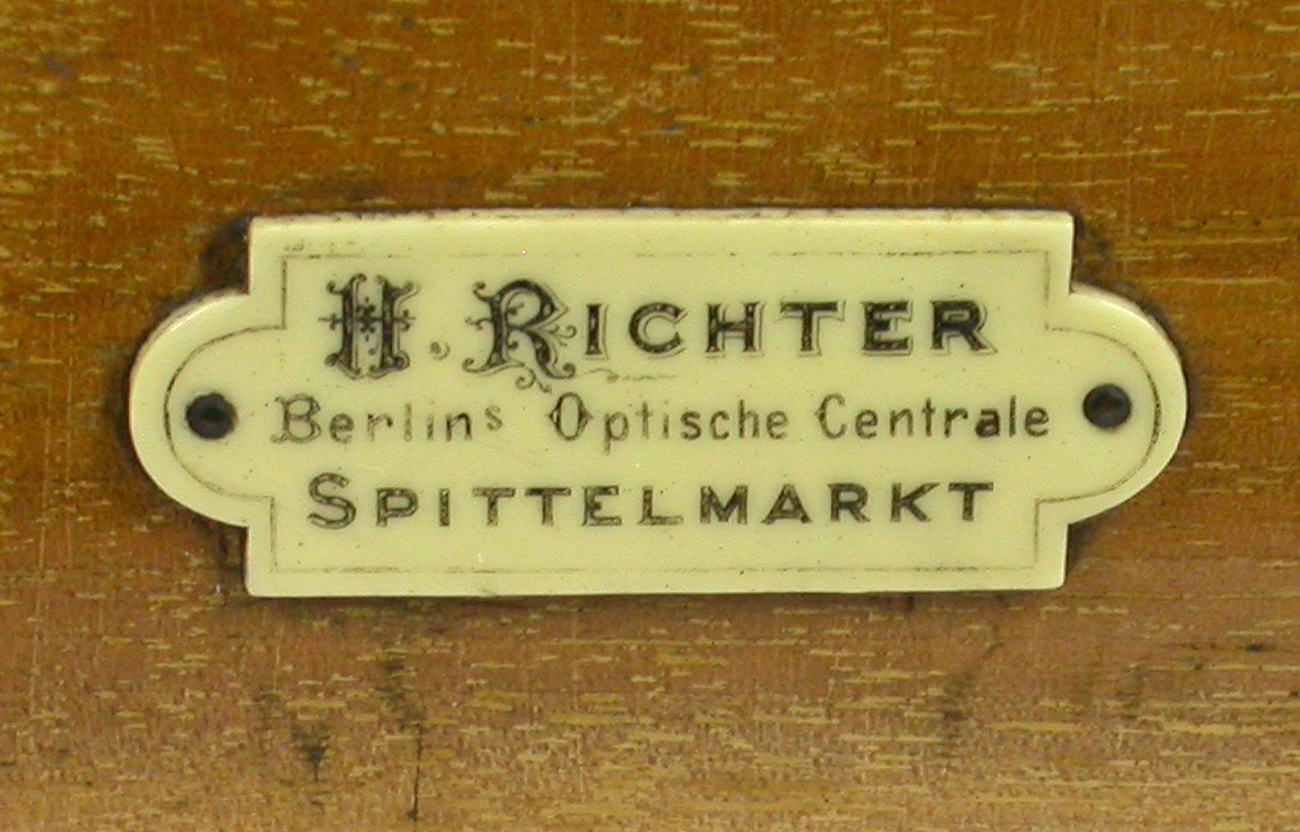 H. RICHTER
Berlins Optische Centrale
SPITTELMARKT